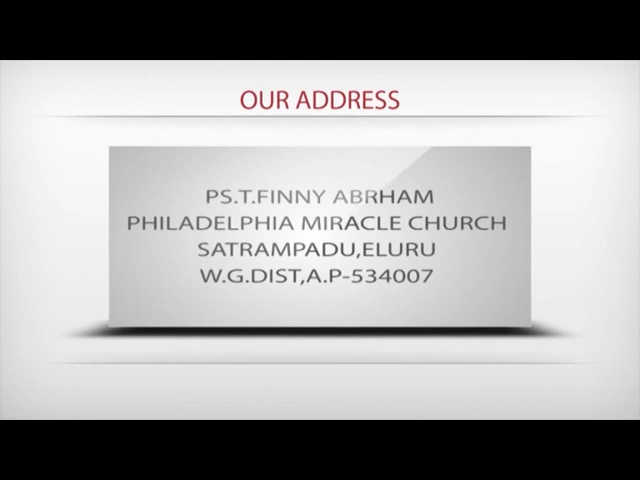 OUR ADDRESS
PS.T.FINNY ABRHAM
PHILADELPHIA MIRACLE CHURCH
SATRAMPADU,ELURU
W.G.DIST,A.P-534007